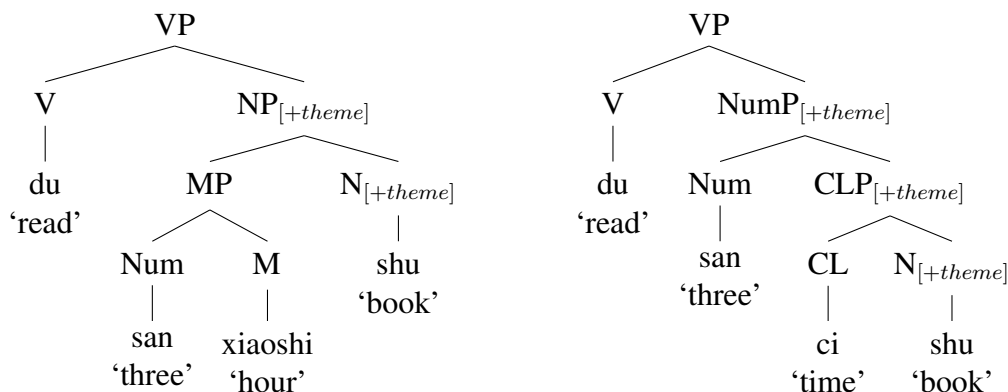 VP VP
V NP[+theme] V NumP[+theme]
du MP N[+theme] du Num CLP[+theme]
‘read’ ‘read’
Num M shu san CL N[+theme]
‘book’ ‘three’
san xiaoshi ci shu
‘three’ ‘hour’ ‘time’ ‘book’